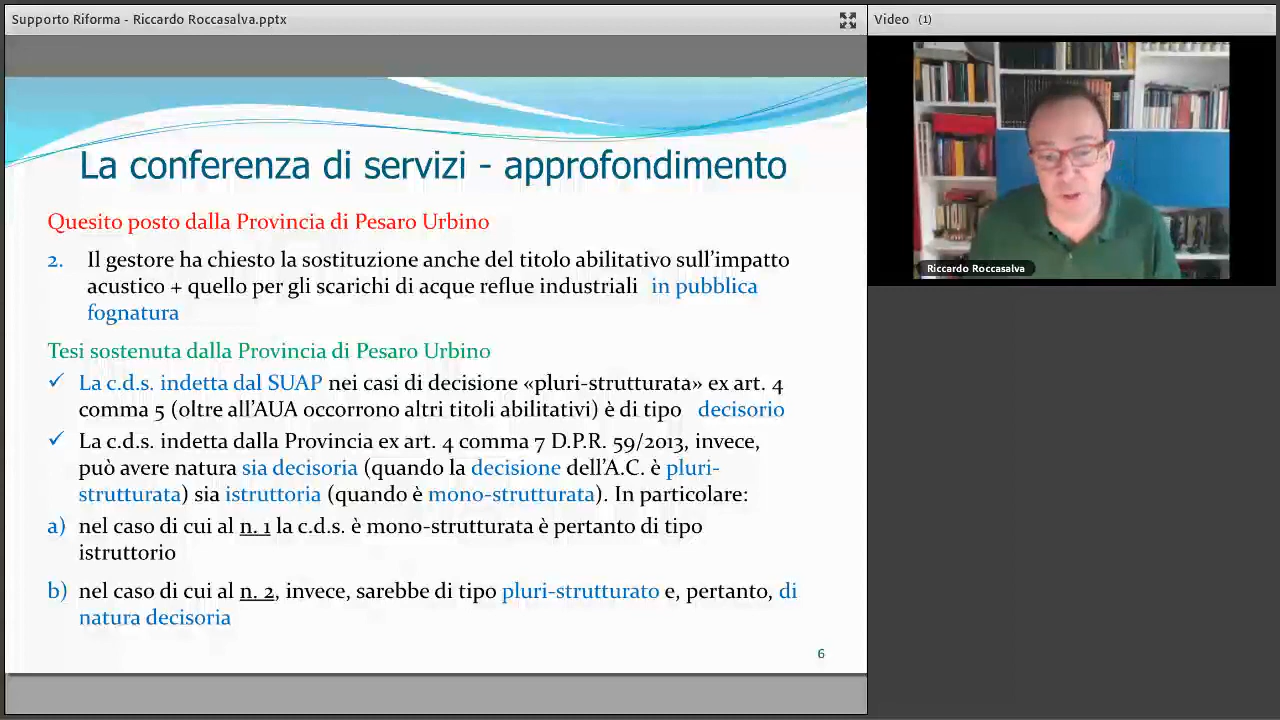 Supporto Riforma - Riccardo Roccasalva.pptx
Video (1)
La conferenza di servizi - approfondimento
Quesito posto dalla Provincia di Pesaro Urbino
2. Il gestore ha chiesto la sostituzione anche del titolo abilitativo sull'impatto
acustico + quello per gli scarichi di acque reflue industriali in pubblica
fognatura
Tesi sostenuta dalla Provincia di Pesaro Urbino
✓ La c.d.s. indetta dal SUAP nei casi di decisione «pluri-strutturata» ex art. 4
comma 5 (oltre all'AUA occorrono altri titoli abilitativi) è di tipo decisorio
✓ La c.d.s. indetta dalla Provincia ex art. 4 comma 7 D.P.R. 59/2013, invece,
può avere natura sia decisoria (quando la decisione dell'A.C. è pluri-
strutturata) sia istruttoria (quando è mono-strutturata). In particolare:
a) nel caso di cui al n. 1 la c.d.s. è mono-strutturata è pertanto di tipo
istruttorio
b) nel caso di cui al n. 2, invece, sarebbe di tipo pluri-strutturato e, pertanto, di
natura decisoria
6
Riccardo Roccasalva